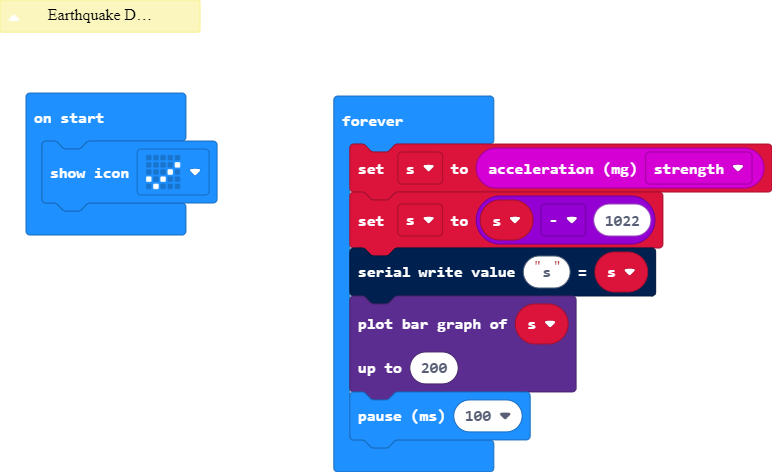 Earthquake D...
on start
show icon
forever
set s to acceleration (mg) strength
set s to s - 1022
serial write value "s" = s
plot bar graph of s
up to 200
pause (ms) 100